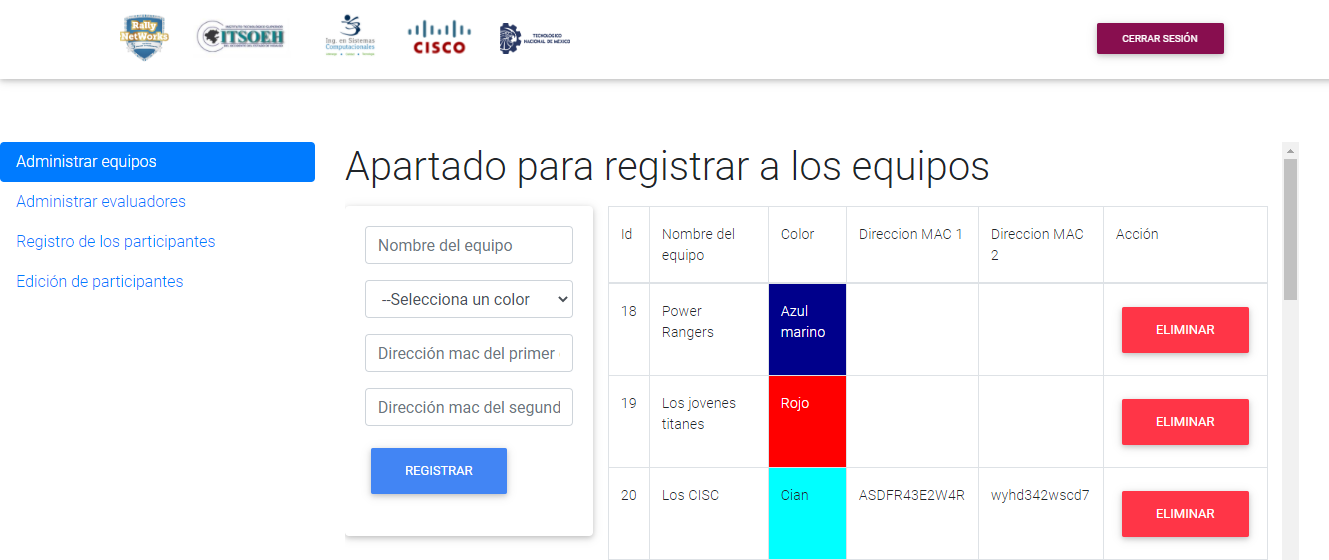 Rally
NetWorks
ITSOEH
Ing. en Sistemas
Computacionales
CISCO
TECNOLÓGICO
NACIONAL DE MÉXICO
CERRAR SESIÓN
Administrar equipos
Administrar evaluadores
Registro de los participantes
Edición de participantes
Apartado para registrar a los equipos
Nombre del equipo
--Selecciona un color
Dirección mac del primer
Dirección mac del segund
REGISTRAR
Id
Nombre del
equipo
Color
Direccion MAC 1
Direccion MAC
2
Acción
18
Power
Rangers
Azul
marino
ELIMINAR
19
Los jovenes
titanes
Rojo
ELIMINAR
20
Los CISC
Cian
ASDFR43E2W4R
wyhd342wscd7
ELIMINAR